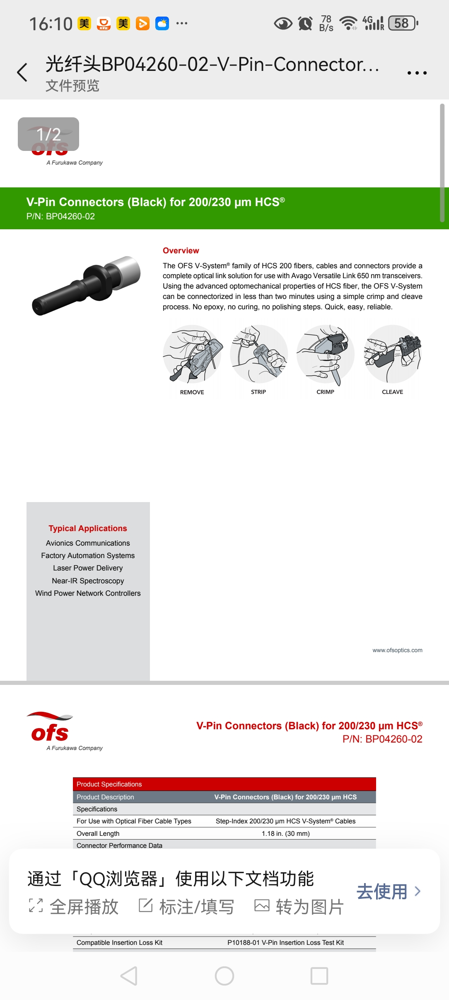 16:10
美
美
78
B/s
4G
R
58
光纤头BP04260-02-V-Pin-Connector...
文件预览
1/2
ofs
A Furukawa Company
V-Pin Connectors (Black) for 200/230 µm HCS®
P/N: BP04260-02
Overview
The OFS V-System® family of HCS 200 fibers, cables and connectors provide a
complete optical link solution for use with Avago Versatile Link 650 nm transceivers.
Using the advanced optomechanical properties of HCS fiber, the OFS V-System
can be connectorized in less than two minutes using a simple crimp and cleave
process. No epoxy, no curing, no polishing steps. Quick, easy, reliable.
REMOVE
STRIP
CRIMP
CLEAVE
Typical Applications
Avionics Communications
Factory Automation Systems
Laser Power Delivery
Near-IR Spectroscopy
Wind Power Network Controllers
www.ofsoptics.com
ofs
A Furukawa Company
V-Pin Connectors (Black) for 200/230 µm HCS®
P/N: BP04260-02
Product Specifications
Product Description V-Pin Connectors (Black) for 200/230 µm HCS
Specifications
For Use with Optical Fiber Cable Types Step-Index 200/230 µm HCS V-System® Cables
Overall Length 1.18 in. (30 mm)
Connector Performance Data
通过「QQ浏览器」使用以下文档功能
去使用
全屏播放 标注/填写 转为图片
Compatible Insertion Loss Kit P10188-01 V-Pin Insertion Loss Test Kit